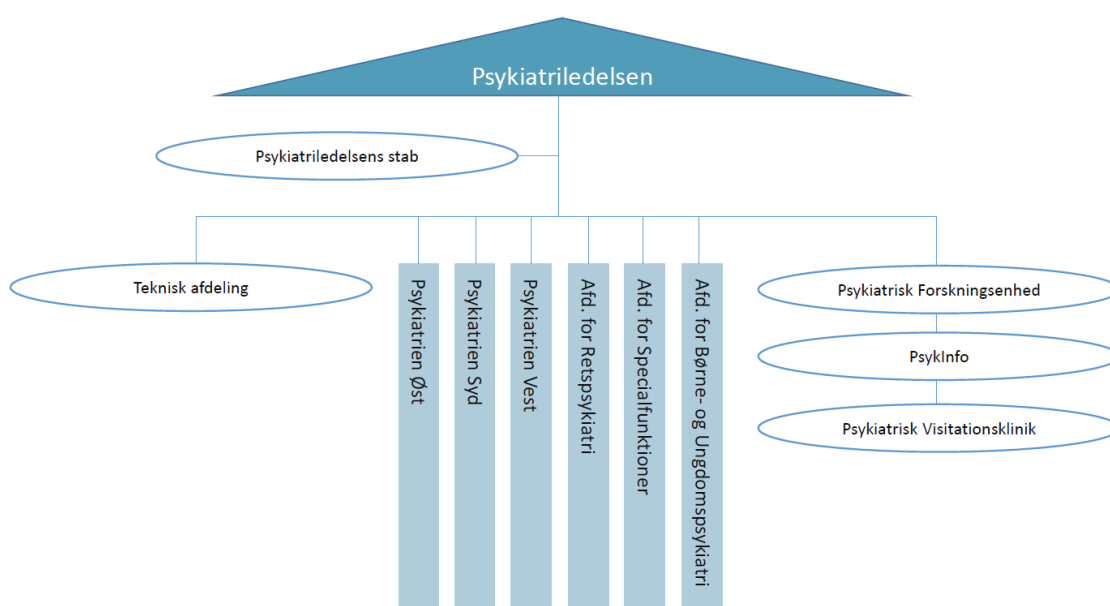 Psykiatriledelsen
Psykiatriledelsens stab
Teknisk afdeling
Psykiatrien Øst
Psykiatrien Syd
Psykiatrien Vest
Afd. for Retspsykiatri
Afd. for Specialfunktioner
Afd. for Børne- og Ungdomspsykiatri
Psykiatrisk Forskningsenhed
PsykInfo
Psykiatrisk Visitationsklinik